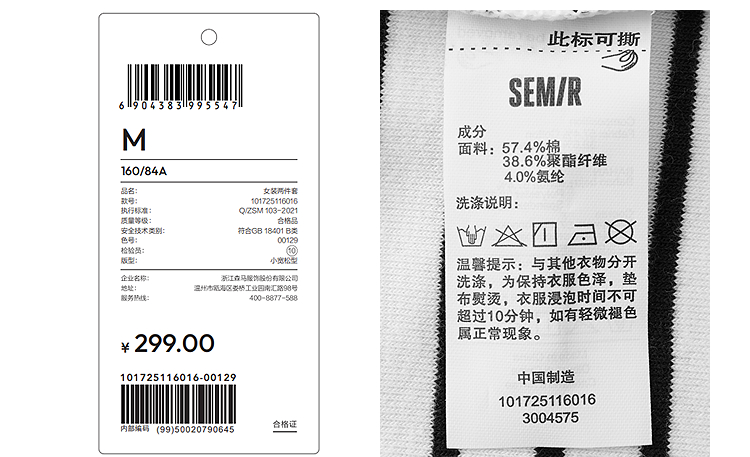 6 904383 995547
M
160/84A
品名： 女装两件套
款号： 101725116016
执行标准： Q/ZSM 103-2021
质量等级： 合格品
安全技术类别： 符合GB 18401 B类
色号： 00129
检验员： 10
版型： 小宽松型
企业名称： 浙江森马服饰股份有限公司
地址： 温州市瓯海区娄桥工业园南汇路98号
服务热线： 400-8877-588
¥ 299.00
101725116016-00129
内部编码 (99)50020790645
合格证
此标可撕
SEMIR
成分
面料：57.4%棉
38.6%聚酯纤维
4.0%氨纶
洗涤说明：
温馨提示：与其他衣物分开
洗涤，为保持衣服色泽，垫
布熨烫，衣服浸泡时间不可
超过10分钟，如有轻微褪色
属正常现象。
中国制造
101725116016
3004575